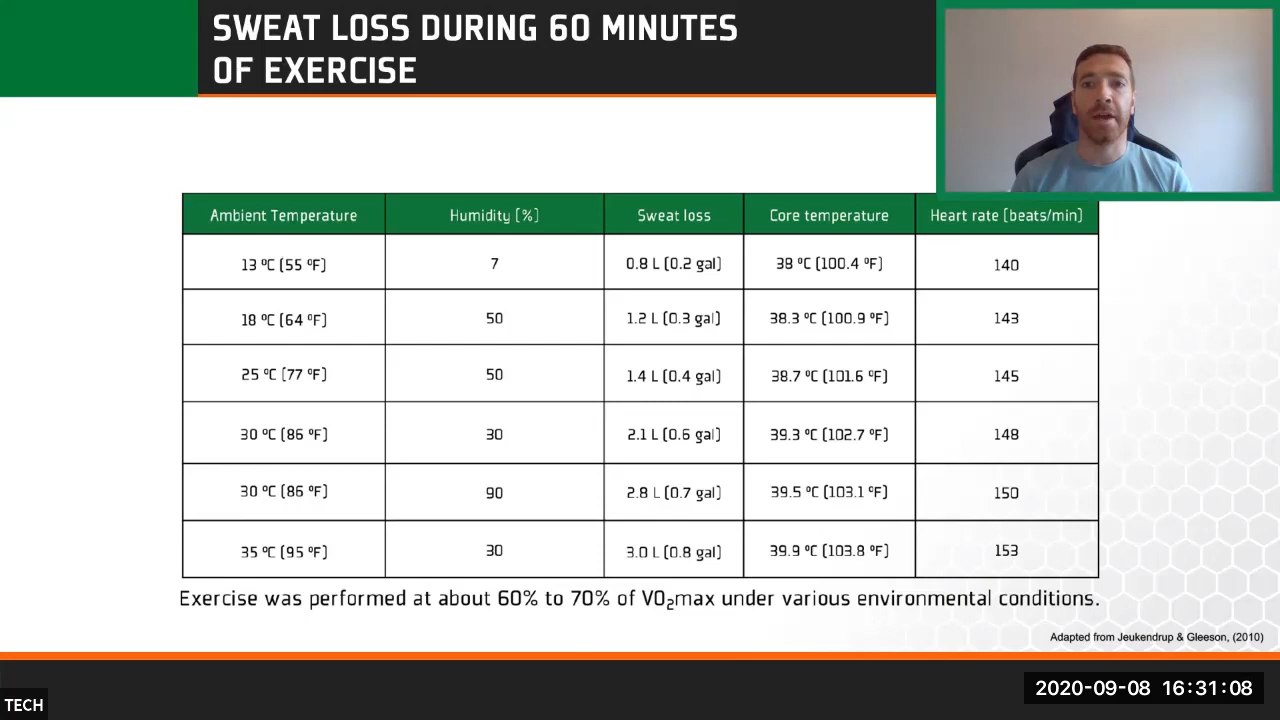 SWEAT LOSS DURING 60 MINUTES
OF EXERCISE
Ambient Temperature Humidity (%) Sweat loss Core temperature Heart rate (beats/min)
13 ºC (55 ºF) 7 0.8 L (0.2 gal) 38 ºC (100.4 ºF) 140
18 ºC (64 ºF) 50 1.2 L (0.3 gal) 38.3 ºC (100.9 ºF) 143
25 ºC (77 ºF) 50 1.4 L (0.4 gal) 38.7 ºC (101.6 ºF) 145
30 ºC (86 ºF) 30 2.1 L (0.6 gal) 39.3 ºC (102.7 ºF) 148
30 ºC (86 ºF) 90 2.8 L (0.7 gal) 39.5 ºC (103.1 ºF) 150
35 ºC (95 ºF) 30 3.0 L (0.8 gal) 39.9 ºC (103.8 ºF) 153
Exercise was performed at about 60% to 70% of VO₂max under various environmental conditions.
Adapted from Jeukendrup & Gleeson, (2010)
2020-09-08 16:31:08
TECH